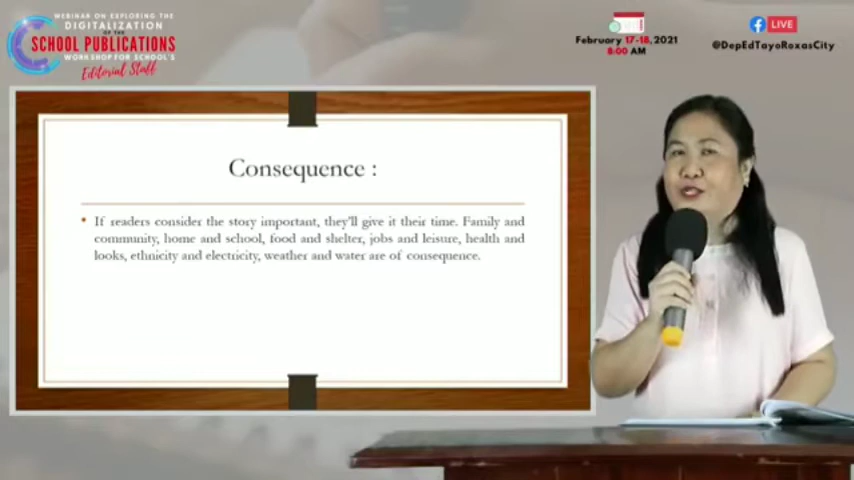 WEBINAR ON EXPLORING THE
DIGITALIZATION
OF THE
SCHOOL PUBLICATIONS
WORKSHOP FOR SCHOOL'S
Editorial Staff
February 17-18, 2021
8:00 AM
LIVE
@DepEdTayoRoxasCity
Consequence :
If readers consider the story important, they'll give it their time. Family and
community, home and school, food and shelter, jobs and leisure, health and
looks, ethnicity and electricity, weather and water are of consequence.